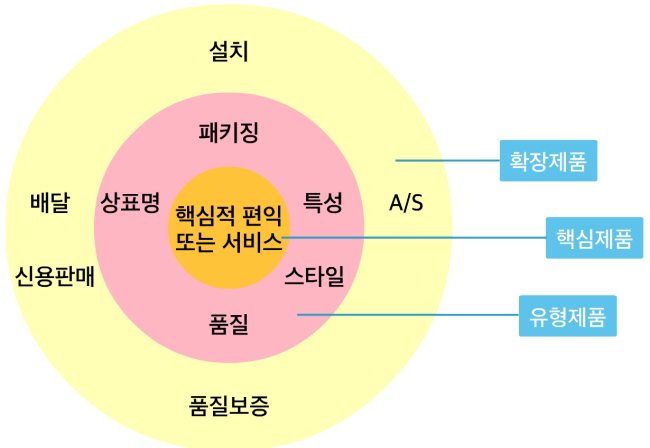 설치
패키징
확장제품
배달
상표명
핵심적 편익
또는 서비스
특성
A/S
핵심제품
신용판매
스타일
품질
유형제품
품질보증